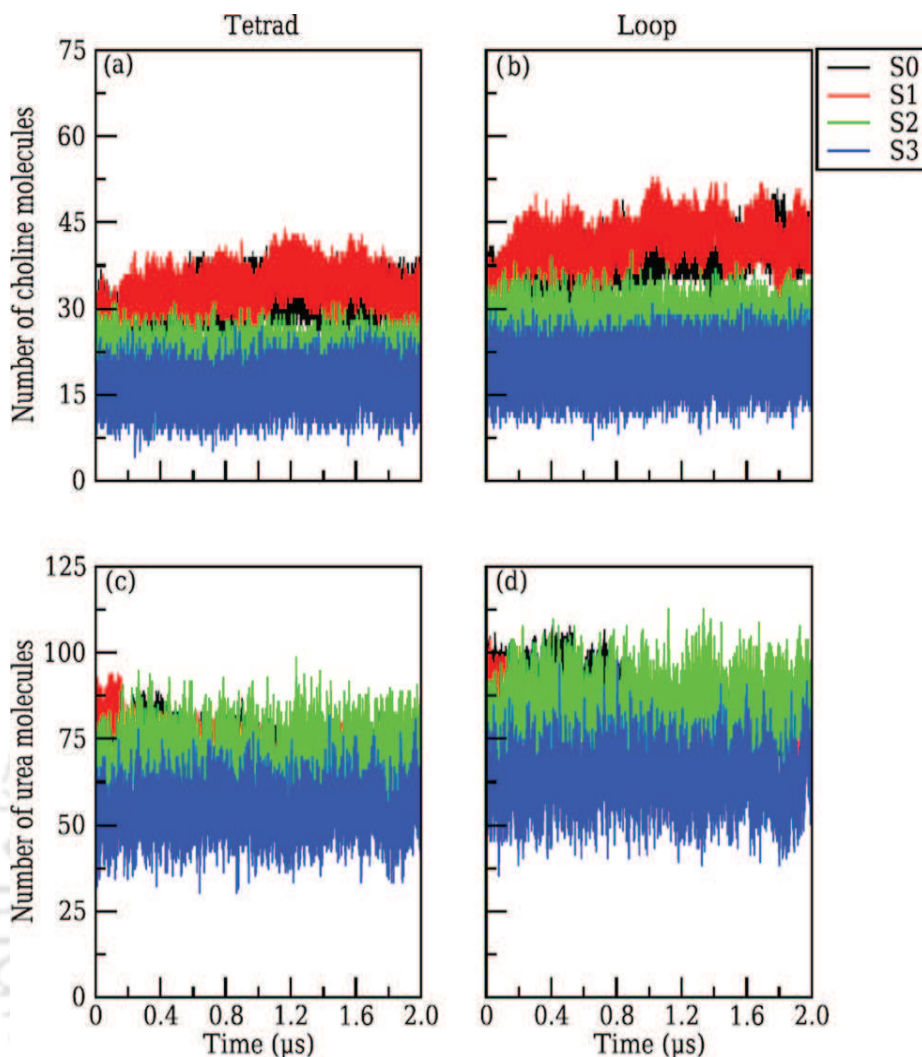 Tetrad
Loop
(a)
(b)
S0
S1
S2
S3
75
60
45
30
15
0
Number of choline molecules
(c)
(d)
125
100
75
50
25
0
Number of urea molecules
0 0.4 0.8 1.2 1.6 2.0
0 0.4 0.8 1.2 1.6 2.0
Time (μs)
Time (μs)